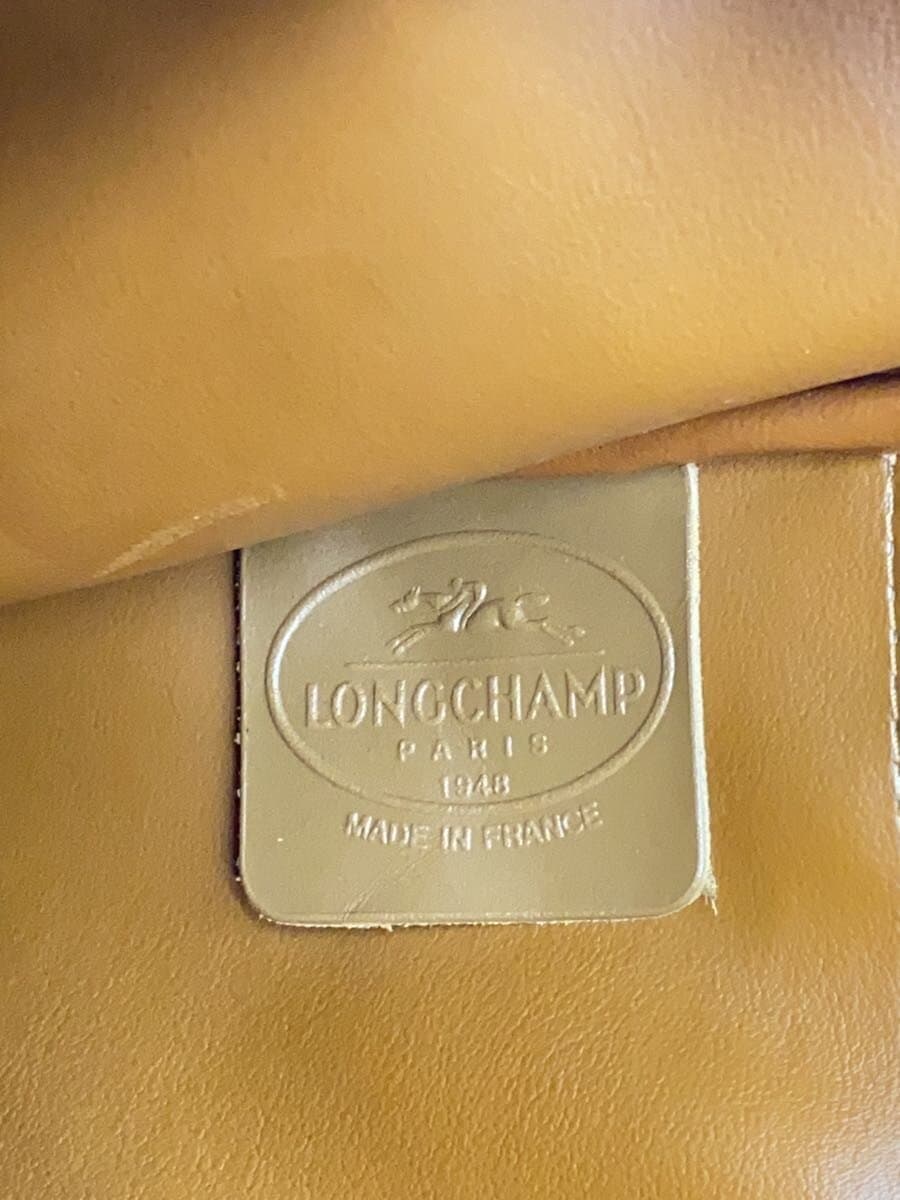 LONGCHAMP
PARIS
1948
MADE IN FRANCE